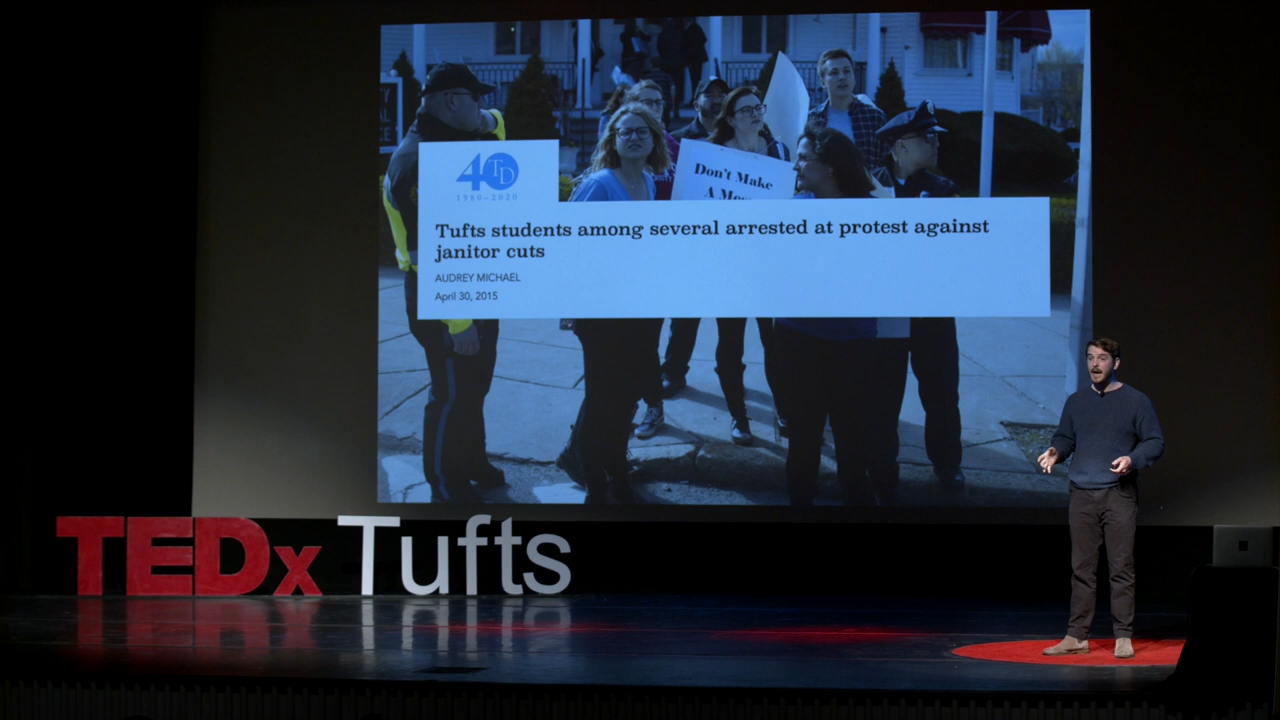 40 TD
1980-2020
Don't Make
A
Tufts students among several arrested at protest against
janitor cuts
AUDREY MICHAEL
April 30, 2015
TEDx Tufts